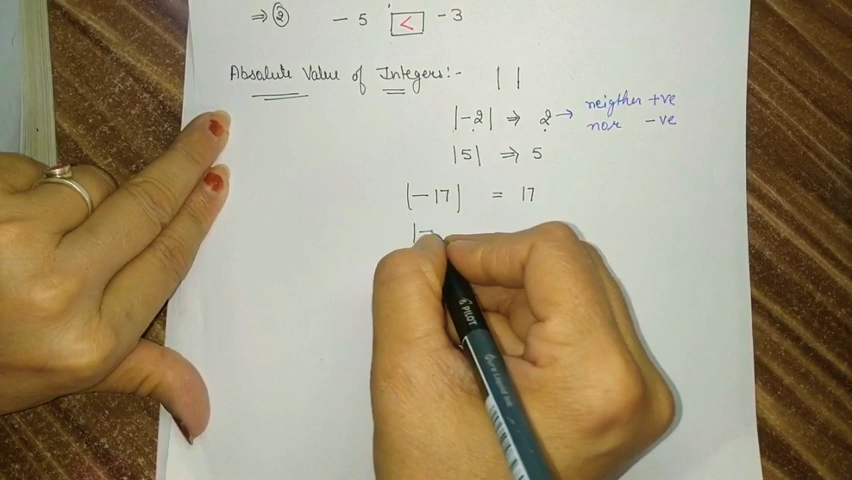 ⇒ ② - 5 < - 3
Absolute Value of Integers:- | |
|-2| ⇒ 2 → neigther +ve
nor -ve
|5| ⇒ 5
|-17| = 17
PILOT